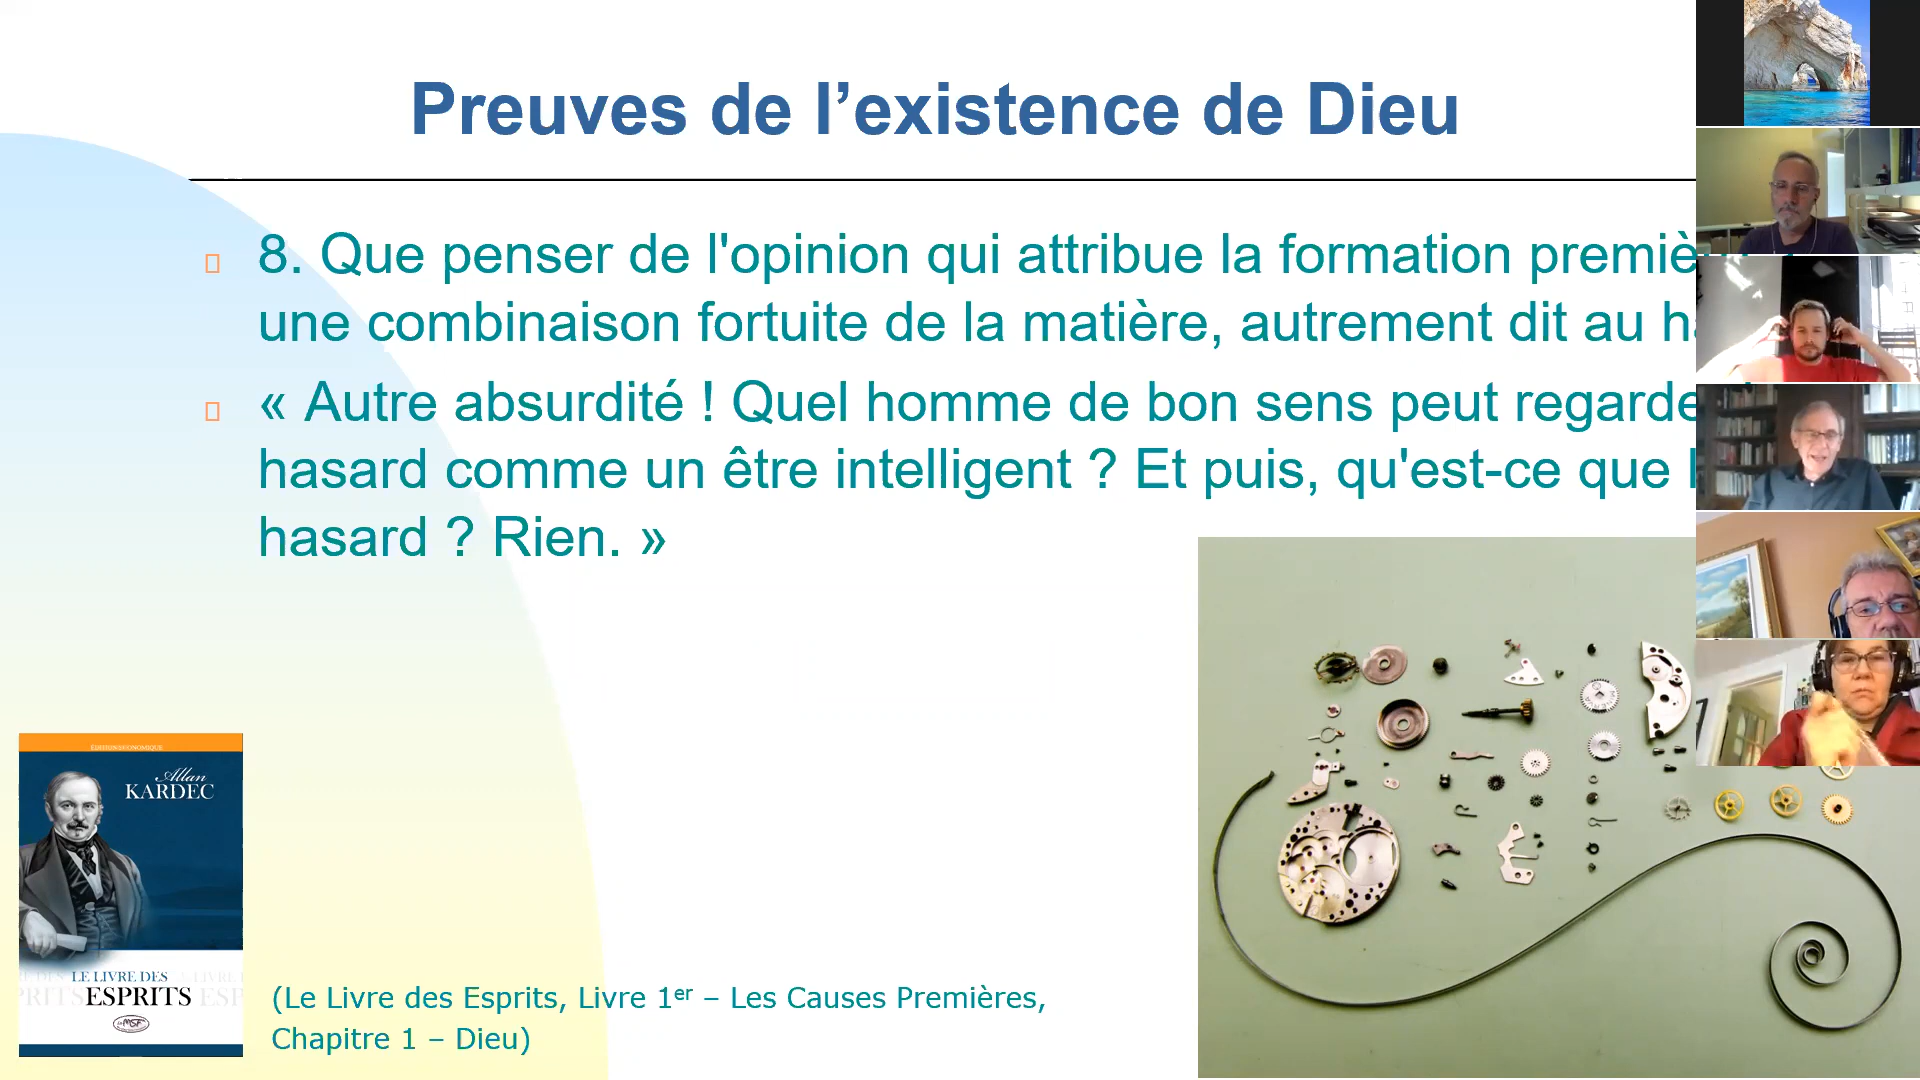 Preuves de l’existence de Dieu
8. Que penser de l'opinion qui attribue la formation premiè
une combinaison fortuite de la matière, autrement dit au h
« Autre absurdité ! Quel homme de bon sens peut regarde
hasard comme un être intelligent ? Et puis, qu'est-ce que l
hasard ? Rien. »
Allan
KARDEC
LE LIVRE DES
ESPRITS
(Le Livre des Esprits, Livre 1er – Les Causes Premières,
Chapitre 1 – Dieu)